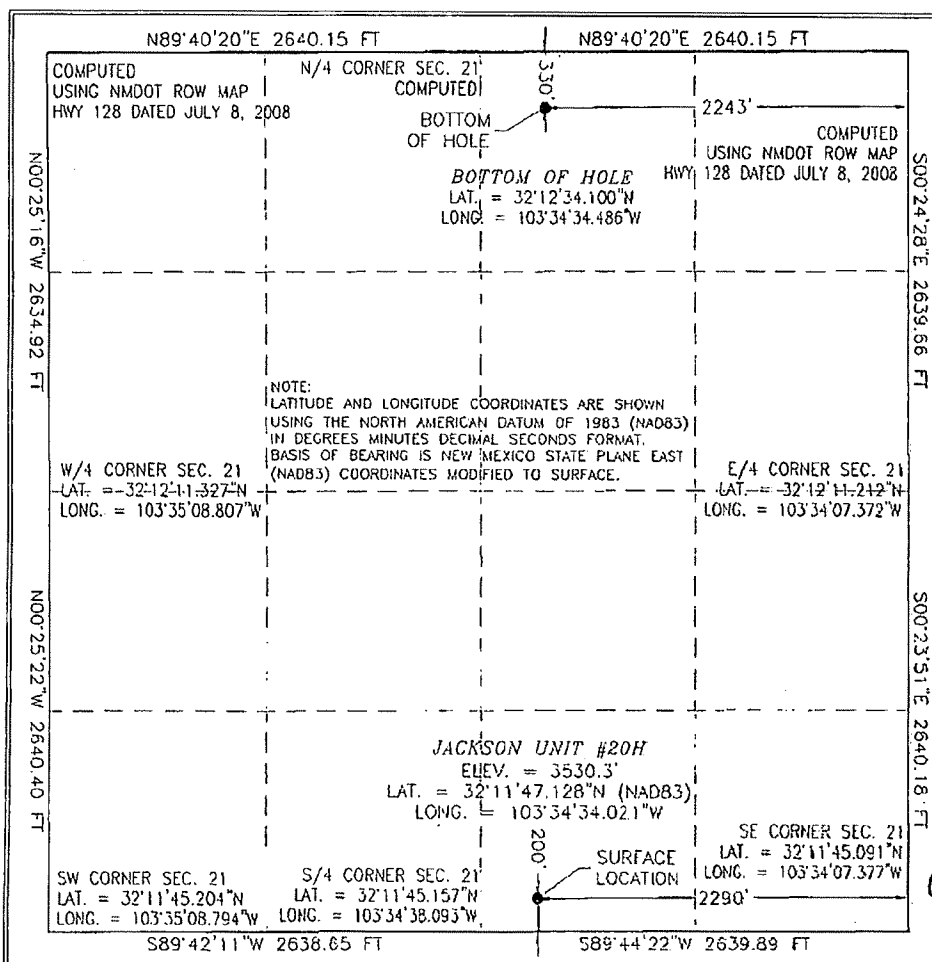 N89°40'20"E 2640.15 FT
N89°40'20"E 2640.15 FT
COMPUTED
USING NMDOT ROW MAP
HWY 128 DATED JULY 8, 2008
N/4 CORNER SEC. 21
COMPUTED
330'
BOTTOM
OF HOLE
2243'
COMPUTED
USING NMDOT ROW MAP
HWY 128 DATED JULY 8, 2008
BOTTOM OF HOLE
LAT. = 32°12'34.100"N
LONG. = 103°34'34.486"W
N00°25'16"W 2634.92 FT
S00°24'28"E 2639.66 FT
NOTE:
LATITUDE AND LONGITUDE COORDINATES ARE SHOWN
USING THE NORTH AMERICAN DATUM OF 1983 (NAD83)
IN DEGREES MINUTES DECIMAL SECONDS FORMAT.
BASIS OF BEARING IS NEW MEXICO STATE PLANE EAST
(NAD83) COORDINATES MODIFIED TO SURFACE.
W/4 CORNER SEC. 21
LAT. = 32°12'11.327"N
LONG. = 103°35'08.807"W
E/4 CORNER SEC. 21
LAT. = 32°12'11.212"N
LONG. = 103°34'07.372"W
N00°25'22"W 2640.40 FT
S00°23'51"E 2640.18 FT
JACKSON UNIT #20H
ELEV. = 3530.3'
LAT. = 32°11'47.128"N (NAD83)
LONG. = 103°34'34.021"W
SW CORNER SEC. 21
LAT. = 32°11'45.204"N
LONG. = 103°35'08.794"W
S/4 CORNER SEC. 21
LAT. = 32°11'45.157"N
LONG. = 103°34'38.093"W
200'
SURFACE
LOCATION
SE CORNER SEC. 21
LAT. = 32°11'45.091"N
LONG. = 103°34'07.377"W
2290'
S89°42'11"W 2638.65 FT
S89°44'22"W 2639.89 FT